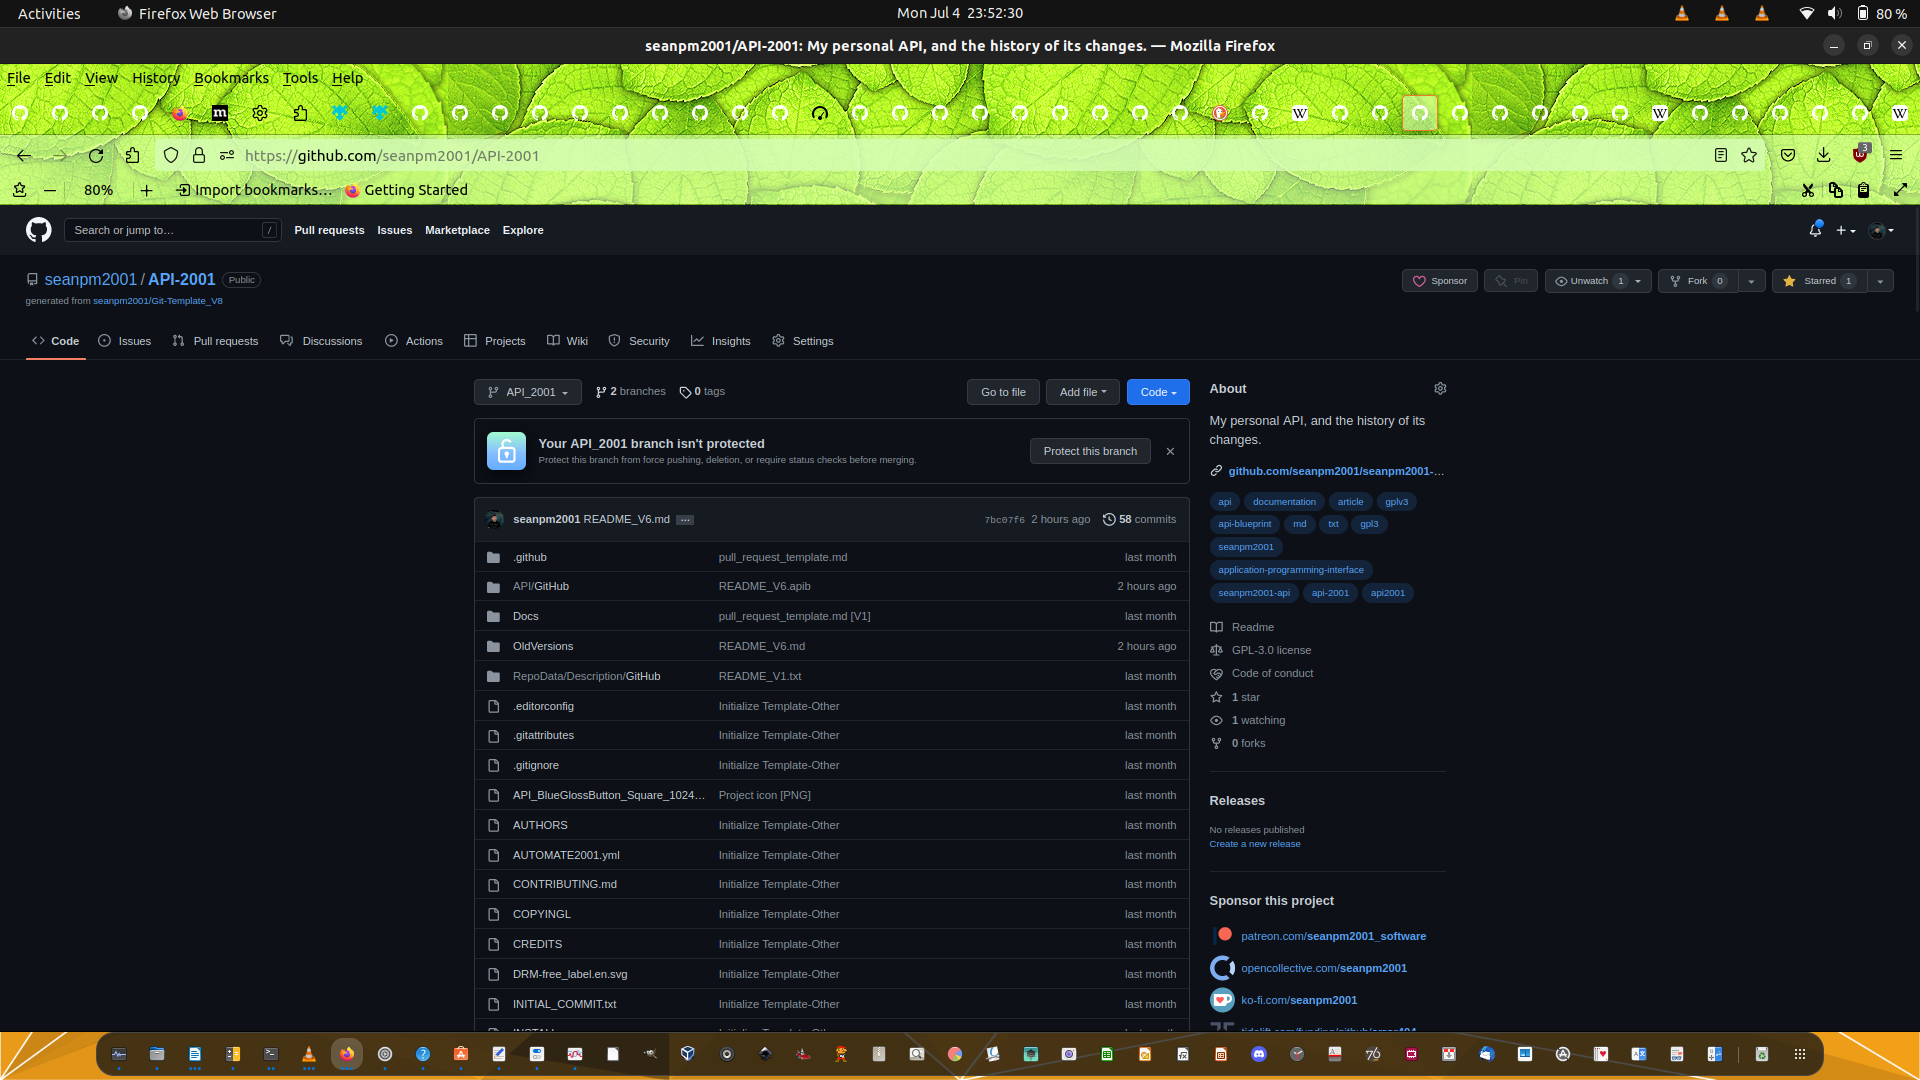 Activities Firefox Web Browser Mon Jul 4 23:52:30 80 %
seanpm2001/API-2001: My personal API, and the history of its changes. — Mozilla Firefox
File Edit View History Bookmarks Tools Help
https://github.com/seanpm2001/API-2001 3
80% Import bookmarks… Getting Started
Search or jump to… / Pull requests Issues Marketplace Explore
seanpm2001 / API-2001 Public
Sponsor Pin Unwatch 1 Fork 0 Starred 1
generated from seanpm2001/Git-Template_V8
Code Issues Pull requests Discussions Actions Projects Wiki Security Insights Settings
API_2001 2 branches 0 tags Go to file Add file Code
Your API_2001 branch isn't protected
Protect this branch from force pushing, deletion, or require status checks before merging.
Protect this branch
seanpm2001 README_V6.md … 7bc07f6 2 hours ago 58 commits
.github pull_request_template.md last month
API/GitHub README_V6.apib 2 hours ago
Docs pull_request_template.md [V1] last month
OldVersions README_V6.md 2 hours ago
RepoData/Description/GitHub README_V1.txt last month
.editorconfig Initialize Template-Other last month
.gitattributes Initialize Template-Other last month
.gitignore Initialize Template-Other last month
API_BlueGlossButton_Square_1024… Project icon [PNG] last month
AUTHORS Initialize Template-Other last month
AUTOMATE2001.yml Initialize Template-Other last month
CONTRIBUTING.md Initialize Template-Other last month
COPYINGL Initialize Template-Other last month
CREDITS Initialize Template-Other last month
DRM-free_label.en.svg Initialize Template-Other last month
INITIAL_COMMIT.txt Initialize Template-Other last month
About
My personal API, and the history of its
changes.
github.com/seanpm2001/seanpm2001-…
api documentation article gplv3
api-blueprint md txt gpl3
seanpm2001
application-programming-interface
seanpm2001-api api-2001 api2001
Readme
GPL-3.0 license
Code of conduct
1 star
1 watching
0 forks
Releases
No releases published
Create a new release
Sponsor this project
patreon.com/seanpm2001_software
opencollective.com/seanpm2001
ko-fi.com/seanpm2001